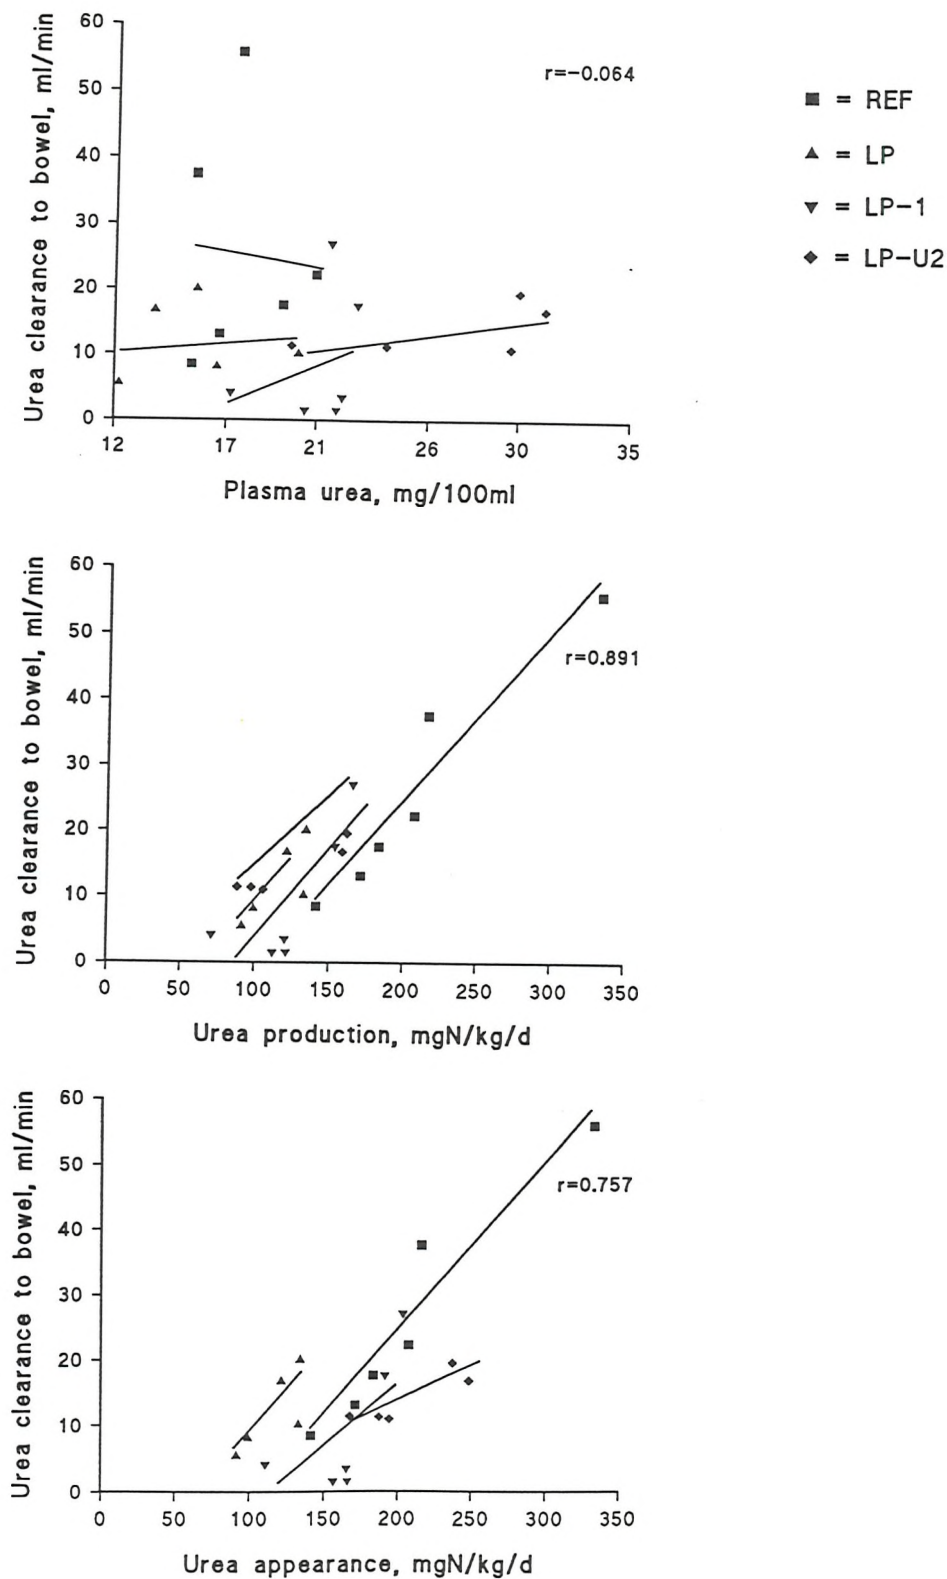 60
50
40
30
20
10
0
Urea clearance to bowel, ml/min
r=-0.064
12 17 21 26 30 35
Plasma urea, mg/100ml
= REF
= LP
= LP-1
= LP-U2
60
50
40
30
20
10
0
Urea clearance to bowel, ml/min
r=0.891
0 50 100 150 200 250 300 350
Urea production, mgN/kg/d
60
50
40
30
20
10
0
Urea clearance to bowel, ml/min
r=0.757
0 50 100 150 200 250 300 350
Urea appearance, mgN/kg/d